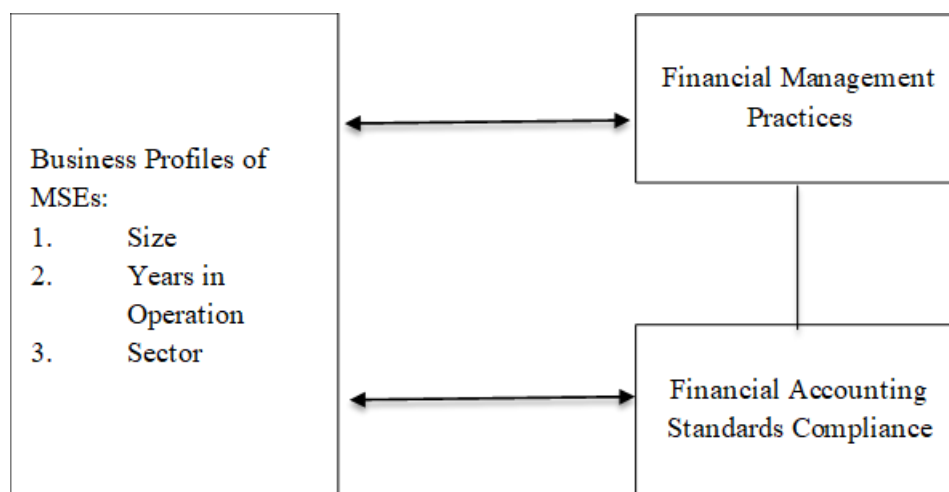 Business Profiles of
MSEs:
1. Size
2. Years in
Operation
3. Sector
Financial Management
Practices
Financial Accounting
Standards Compliance